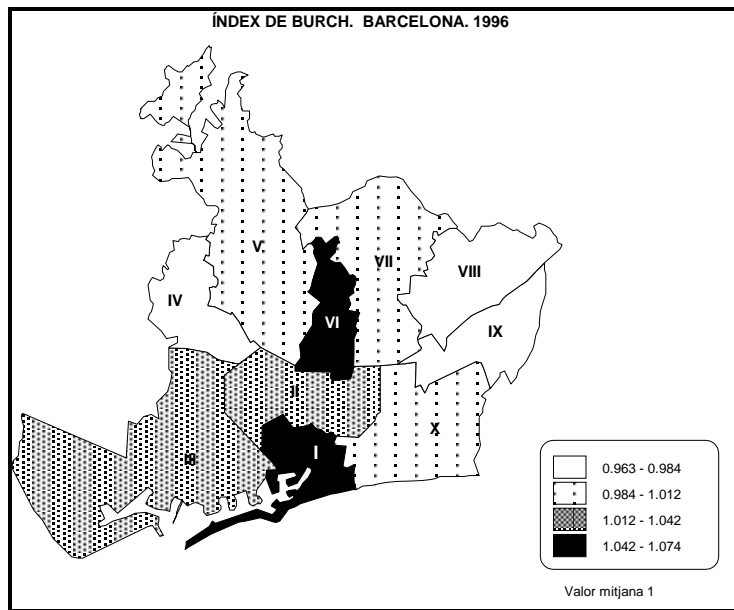 ÍNDEX DE BURCH. BARCELONA. 1996
V
VII
VIII
IV
VI
IX
II
X
I
III
0.963 - 0.984
0.984 - 1.012
1.012 - 1.042
1.042 - 1.074
Valor mitjana 1